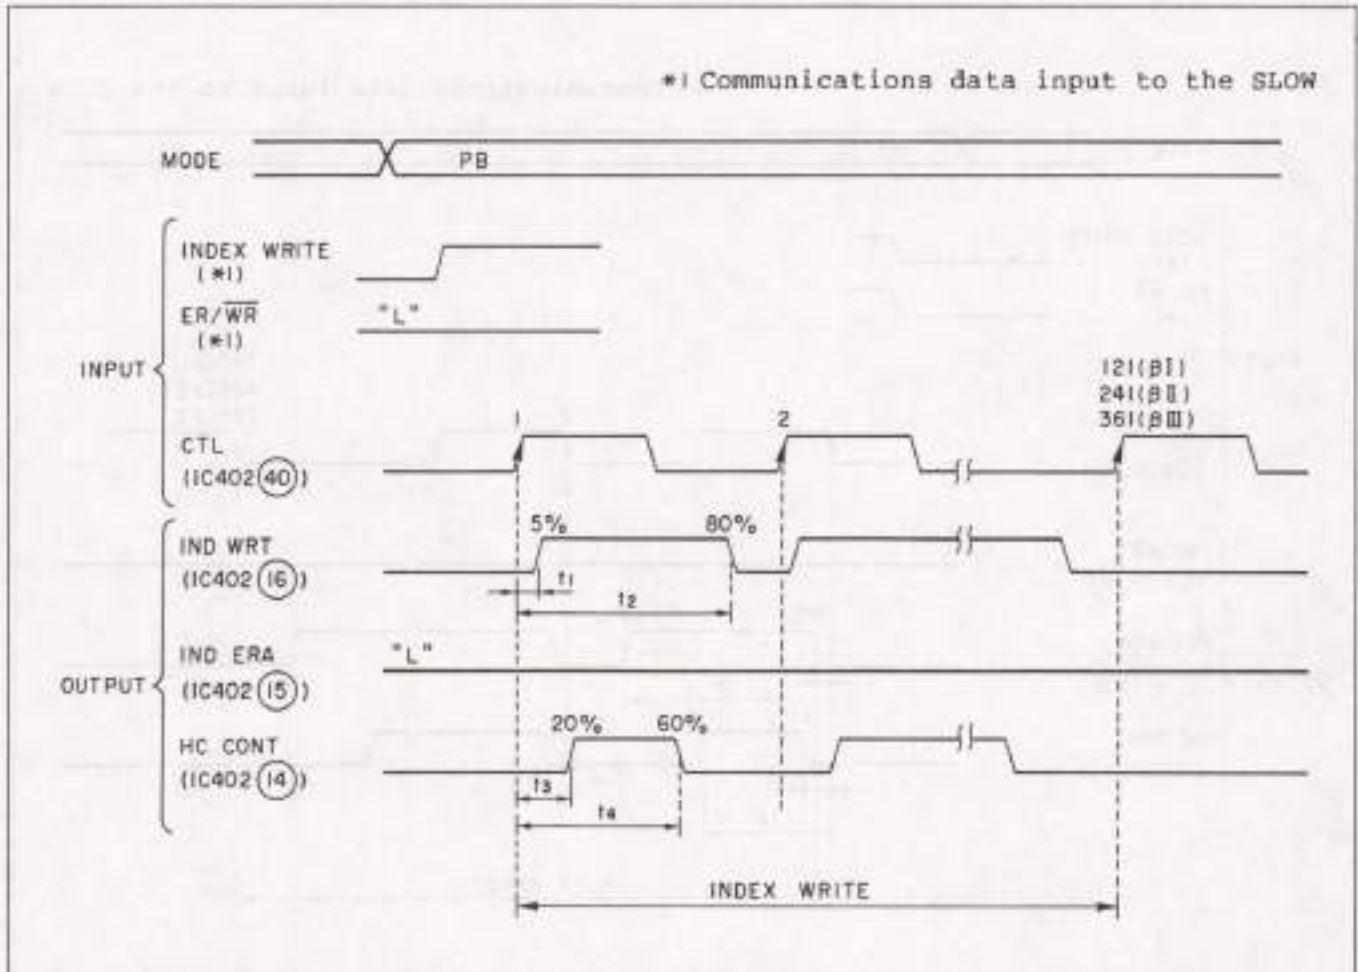 *1 Communications data input to the SLOW
MODE
PB
INDEX WRITE
(*1)
ER/W̅R̅
(*1)
"L"
INPUT
121(βI)
241(βII)
361(βIII)
1
2
CTL
(IC402 40)
5%
80%
IND WRT
(IC402 16)
t1
t2
IND ERA
(IC402 15)
"L"
OUTPUT
20%
60%
HC CONT
(IC402 14)
t3
t4
INDEX WRITE